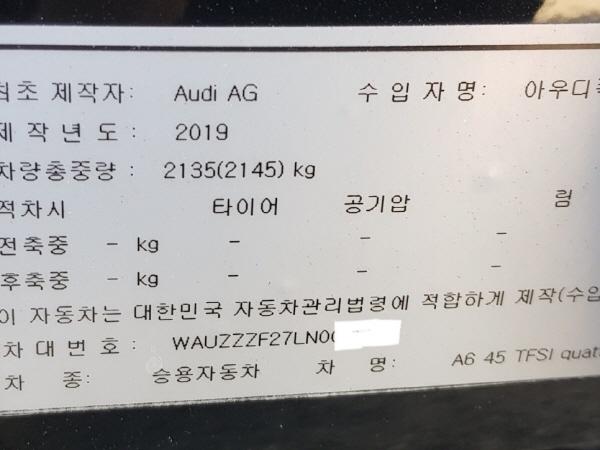 최초 제작자: Audi AG 수 입 자 명: 아우디
제 작 년 도 : 2019
차량총중량 : 2135(2145) kg
적차시 타이어 공기압 림
전축중 - kg - - -
후축중 - kg - - -
이 자동차는 대한민국 자동차관리법령에 적합하게 제작(수입
차 대 번 호 : WAUZZZF27LN0
차 종: 승용자동차 차 명: A6 45 TFSI quat